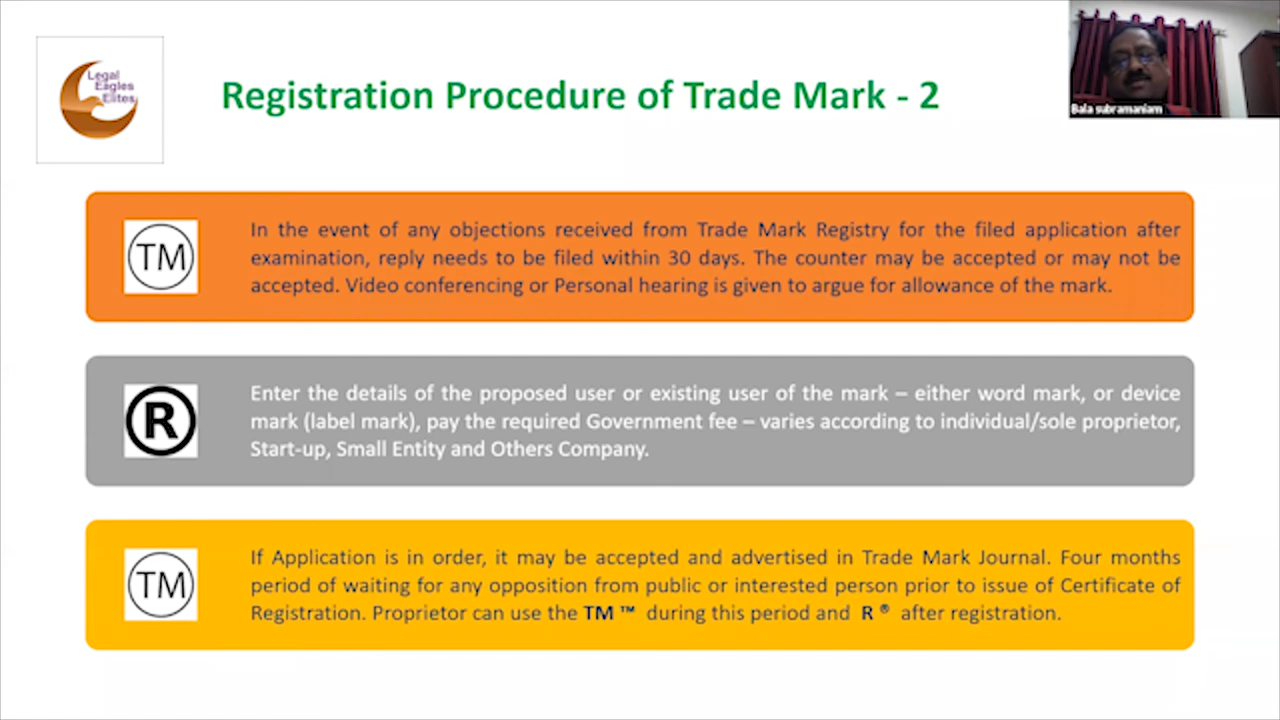 Legal
Eagles
Elites
Registration Procedure of Trade Mark - 2
Bala subramaniam
TM
In the event of any objections received from Trade Mark Registry for the filed application after
examination, reply needs to be filed within 30 days. The counter may be accepted or may not be
accepted. Video conferencing or Personal hearing is given to argue for allowance of the mark.
R
Enter the details of the proposed user or existing user of the mark – either word mark, or device
mark (label mark), pay the required Government fee – varies according to individual/sole proprietor,
Start-up, Small Entity and Others Company.
TM
If Application is in order, it may be accepted and advertised in Trade Mark Journal. Four months
period of waiting for any opposition from public or interested person prior to issue of Certificate of
Registration. Proprietor can use the TM ™ during this period and R ® after registration.